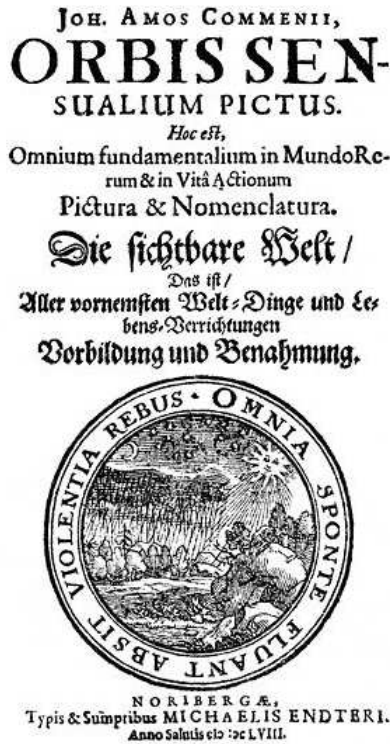 JOH. AMOS COMMENII,
ORBIS SEN-
SUALIUM PICTUS.
Hoc eſt,
Omnium fundamentalium in Mundo Re-
rum & in Vitâ Actionum
Pictura & Nomenclatura.
Die ſichtbare Welt /
Das iſt /
Aller vornemſten Welt-Dinge und Le-
bens-Verrichtungen
Vorbildung und Benahmung.
OMNIA SPONTE FLUANT ABSIT VIOLENTIA REBUS ·
NORIBERGÆ,
Typis & Sumptibus MICHAELIS ENDTERI.
Anno Salutis cIɔ Iɔc LVIII.